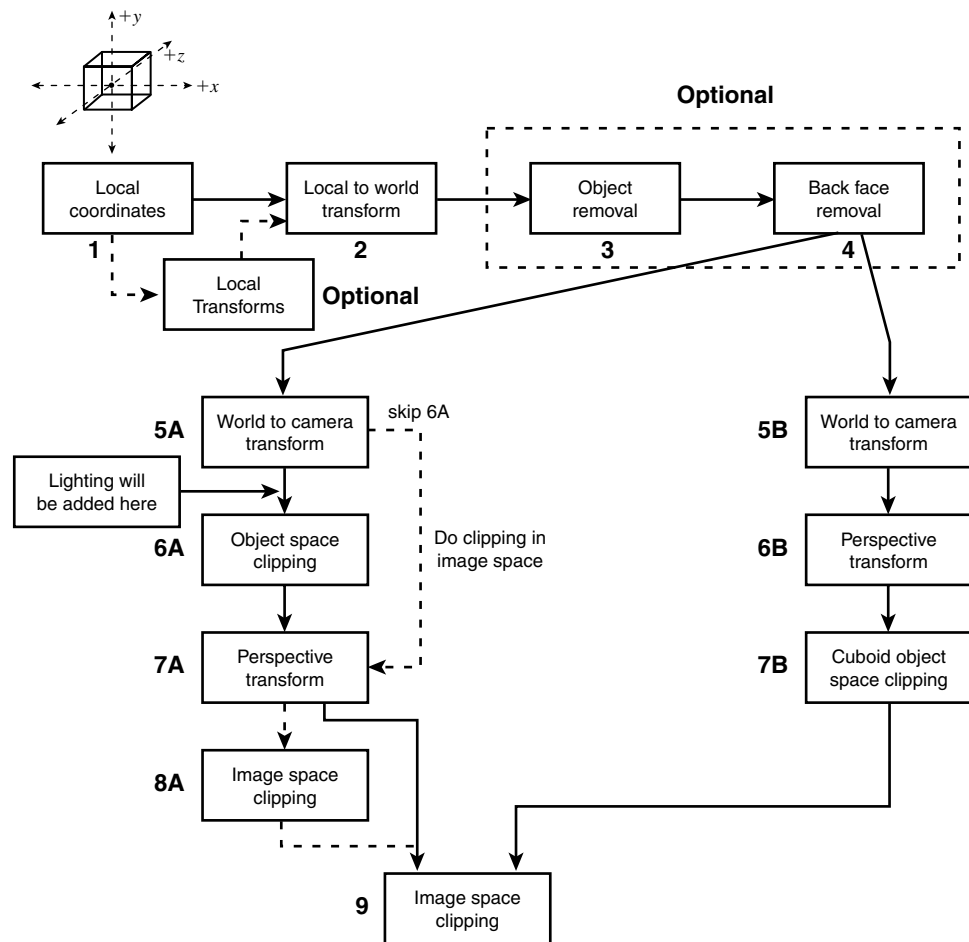 +y
+z
+x
Optional
Local
coordinates
1
Local to world
transform
2
Object
removal
3
Back face
removal
4
Local
Transforms
Optional
5A
World to camera
transform
skip 6A
5B
World to camera
transform
Lighting will
be added here
6A
Object space
clipping
Do clipping in
image space
6B
Perspective
transform
7A
Perspective
transform
7B
Cuboid object
space clipping
8A
Image space
clipping
9
Image space
clipping